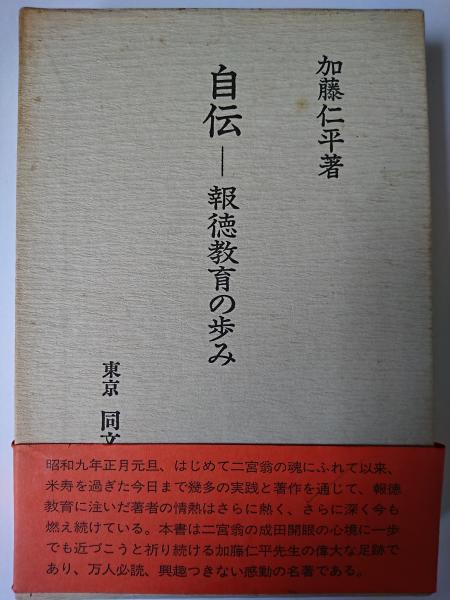 加藤仁平著
自伝―報徳教育の歩み
東京 同文
昭和九年正月元旦、はじめて二宮翁の魂にふれて以来、
米寿を過ぎた今日まで幾多の実践と著作を通じて、報徳
教育に注いだ著者の情熱はさらに熱く、さらに深く今も
燃え続けている。本書は二宮翁の成田開眼の心境に一歩
でも近づこうと祈り続ける加藤仁平先生の偉大な足跡で
あり、万人必読、興趣つきない感動の名著である。